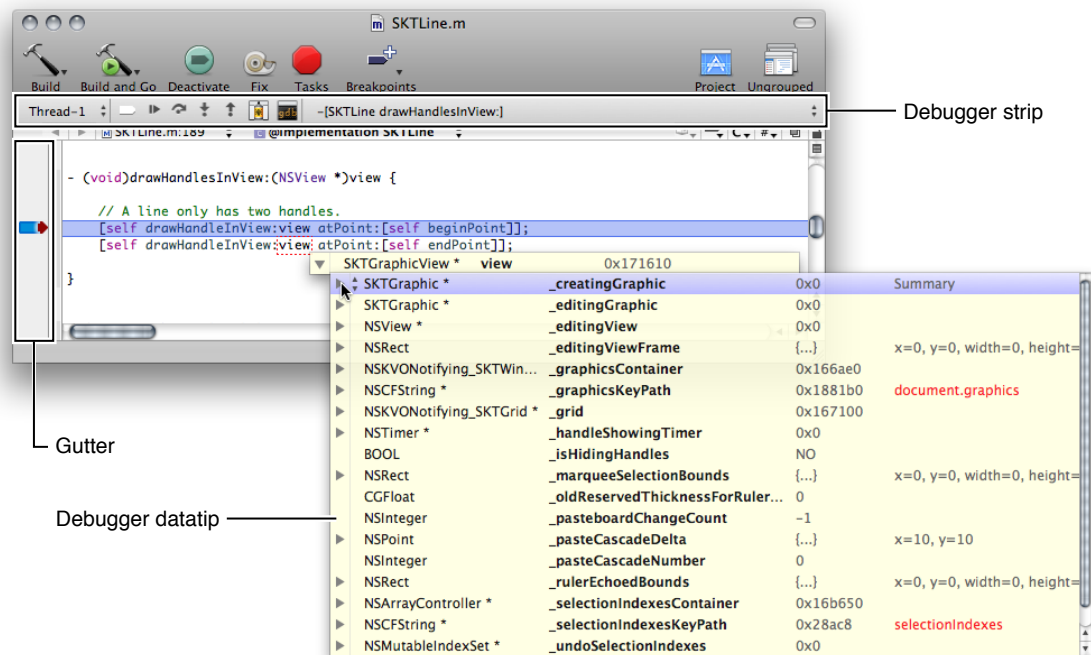 SKTLine.m
Build Build and Go Deactivate Fix Tasks Breakpoints Project Ungrouped
Thread-1 gdb -[SKTLine drawHandlesInView:]
Debugger strip
SKTLine.m:189 @implementation SKTLine C, #,
- (void)drawHandlesInView:(NSView *)view {
// A line only has two handles.
[self drawHandleInView:view atPoint:[self beginPoint]];
[self drawHandleInView:view atPoint:[self endPoint]];
}
SKTGraphicView * view 0x171610
SKTGraphic * _creatingGraphic 0x0 Summary
SKTGraphic * _editingGraphic 0x0
NSView * _editingView 0x0
NSRect _editingViewFrame {...} x=0, y=0, width=0, height=
NSKVONotifying_SKTWin... _graphicsContainer 0x166ae0
NSCFString * _graphicsKeyPath 0x1881b0 document.graphics
NSKVONotifying_SKTGrid * _grid 0x167100
NSTimer * _handleShowingTimer 0x0
Gutter
BOOL _isHidingHandles NO
NSRect _marqueeSelectionBounds {...} x=0, y=0, width=0, height=
CGFloat _oldReservedThicknessForRuler... 0
Debugger datatip
NSInteger _pasteboardChangeCount -1
NSPoint _pasteCascadeDelta {...} x=10, y=10
NSInteger _pasteCascadeNumber 0
NSRect _rulerEchoedBounds {...} x=0, y=0, width=0, height=
NSArrayController * _selectionIndexesContainer 0x16b650
NSCFString * _selectionIndexesKeyPath 0x28ac8 selectionIndexes
NSMutableIndexSet * _undoSelectionIndexes 0x0